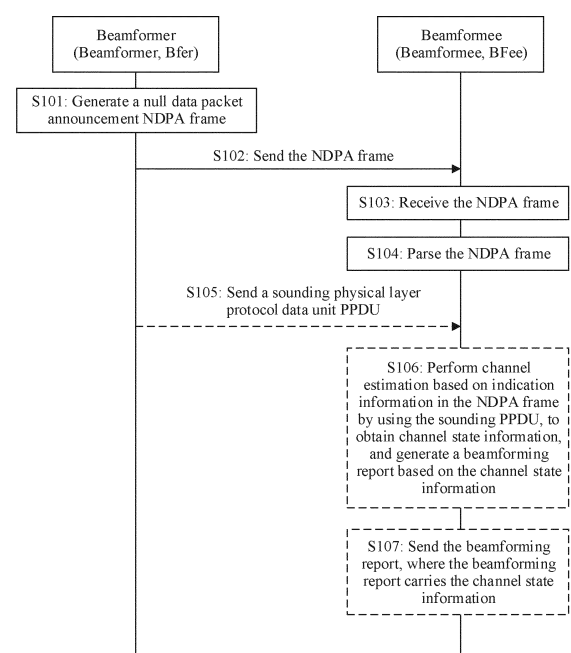 Beamformer
(Beamformer, Bfer)
Beamformee
(Beamformee, BFee)
S101: Generate a null data packet
announcement NDPA frame
S102: Send the NDPA frame
S103: Receive the NDPA frame
S104: Parse the NDPA frame
S105: Send a sounding physical layer
protocol data unit PPDU
S106: Perform channel
estimation based on indication
information in the NDPA frame
by using the sounding PPDU, to
obtain channel state information,
and generate a beamforming
report based on the channel state
information
S107: Send the beamforming
report, where the beamforming
report carries the channel state
information